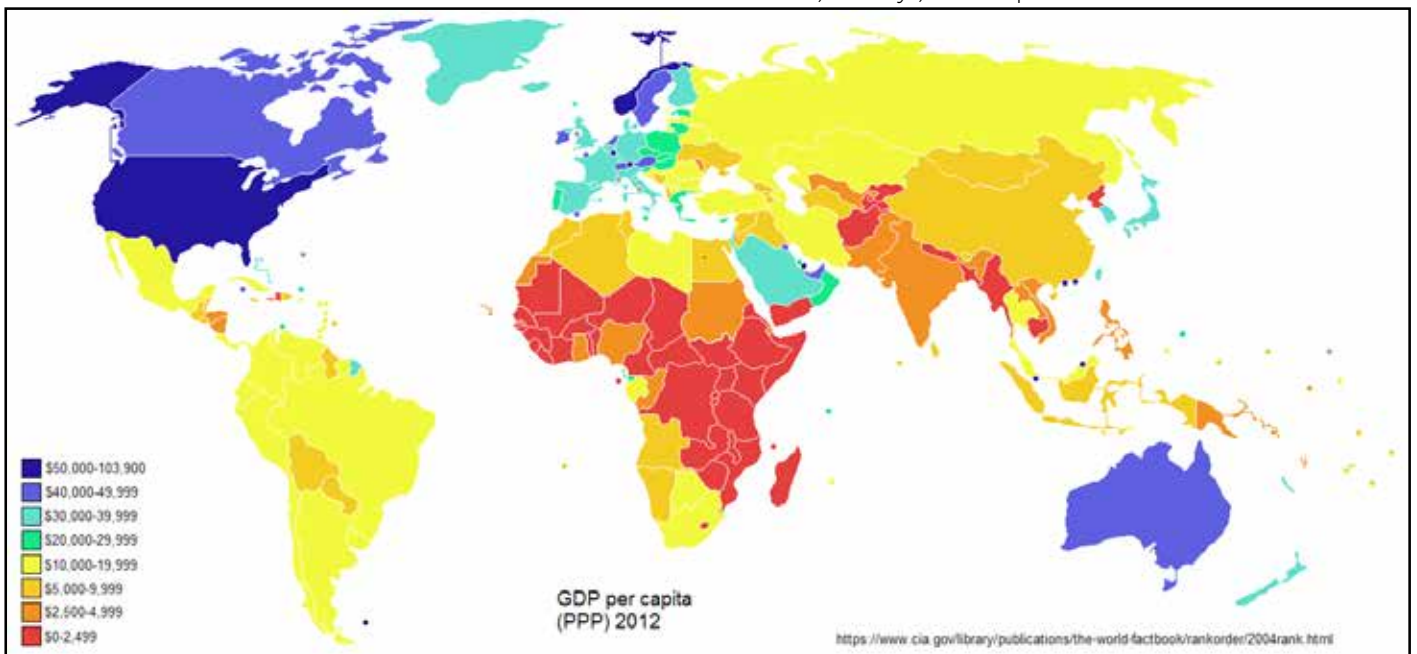 $50,000-103,900
$40,000-49,999
$30,000-39,999
$20,000-29,999
$10,000-19,999
$5,000-9,999
$2,500-4,999
$0-2,499
GDP per capita
(PPP) 2012
https://www.cia.gov/library/publications/the-world-factbook/rankorder/2004rank.html